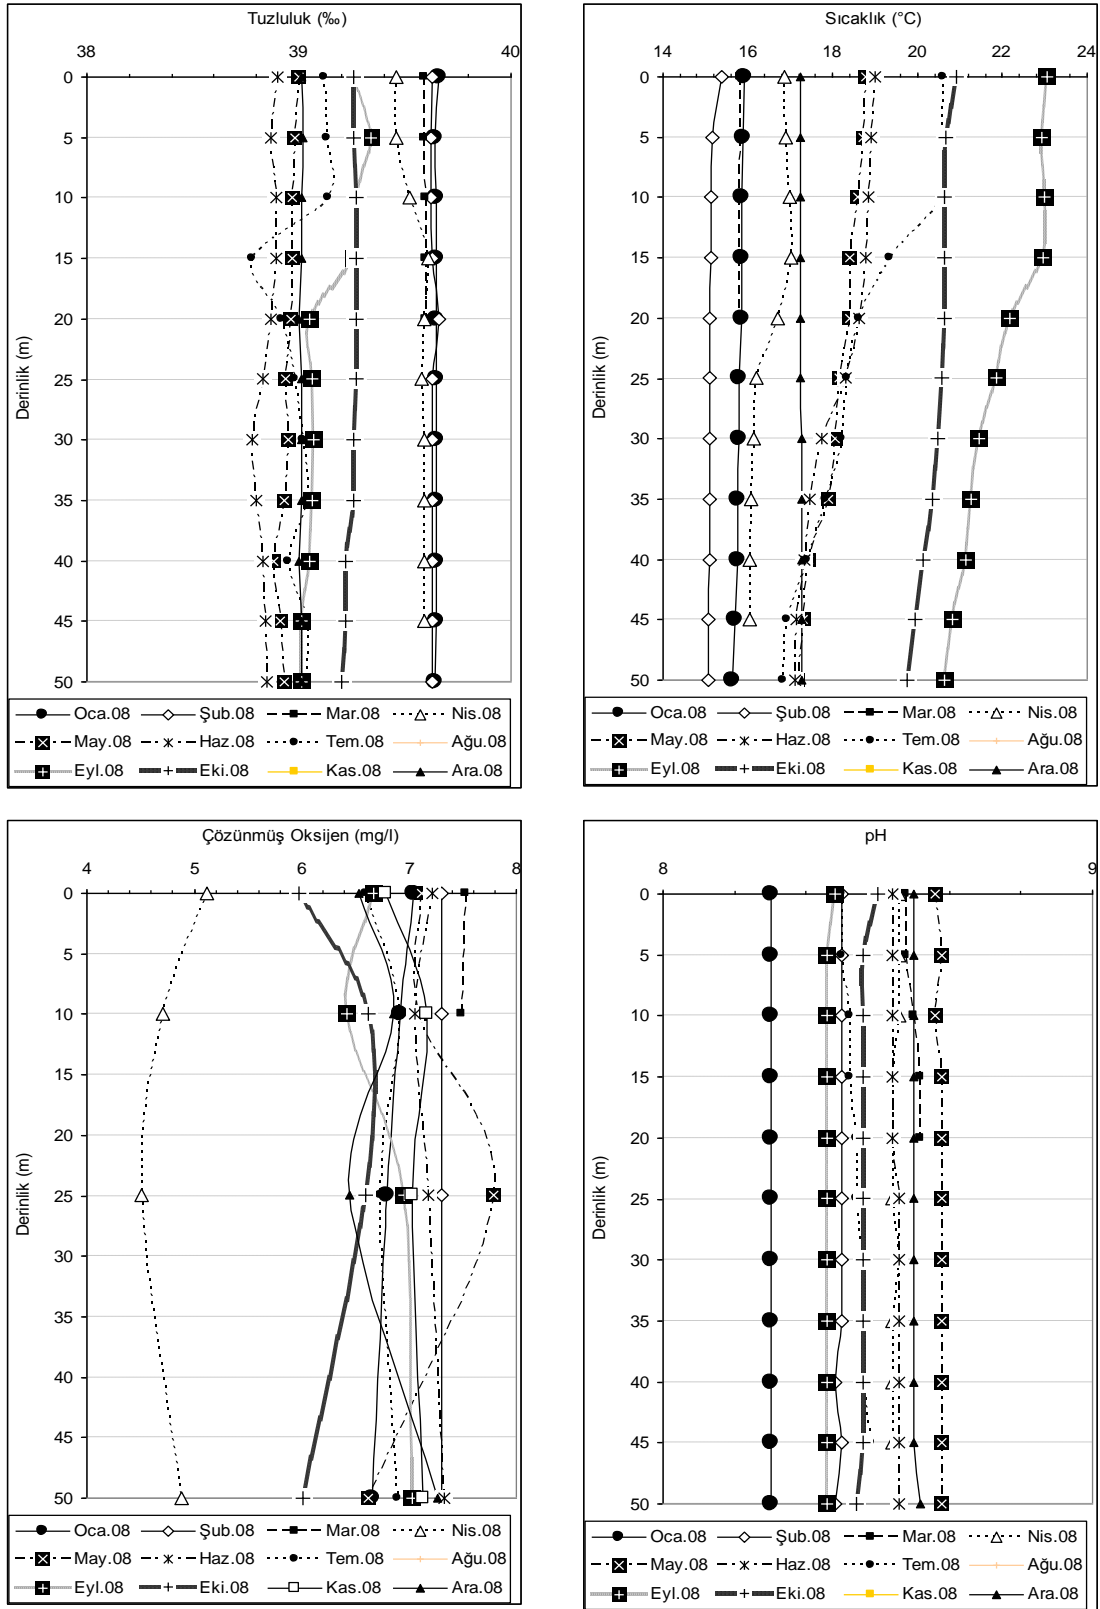 Tuzluluk (‰)
38 39 40
0
5
10
15
20
25
30
35
40
45
50
Derinlik (m)
Oca.08 Şub.08 Mar.08 Nis.08
May.08 Haz.08 Tem.08 Ağu.08
Eyl.08 Eki.08 Kas.08 Ara.08
Sıcaklık (°C)
14 16 18 20 22 24
0
5
10
15
20
25
30
35
40
45
50
Derinlik (m)
Oca.08 Şub.08 Mar.08 Nis.08
May.08 Haz.08 Tem.08 Ağu.08
Eyl.08 Eki.08 Kas.08 Ara.08
Çözünmüş Oksijen (mg/l)
4 5 6 7 8
0
5
10
15
20
25
30
35
40
45
50
Derinlik (m)
Oca.08 Şub.08 Mar.08 Nis.08
May.08 Haz.08 Tem.08 Ağu.08
Eyl.08 Eki.08 Kas.08 Ara.08
pH
8 9
0
5
10
15
20
25
30
35
40
45
50
Derinlik (m)
Oca.08 Şub.08 Mar.08 Nis.08
May.08 Haz.08 Tem.08 Ağu.08
Eyl.08 Eki.08 Kas.08 Ara.08